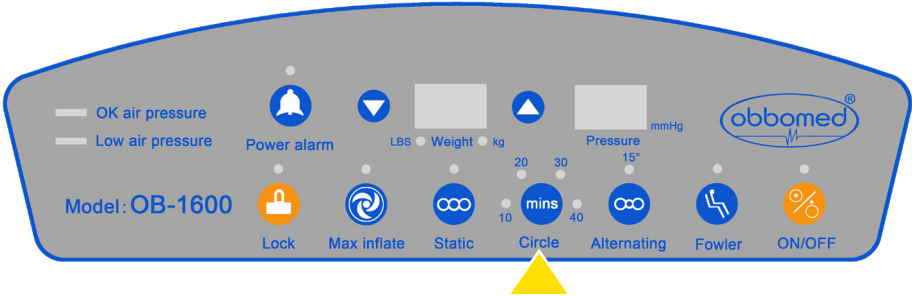 OK air pressure
Low air pressure
Power alarm
LBS Weight kg
Pressure mmHg
obbomed®
Model: OB-1600
Lock
Max inflate
Static
10 20 30 40
mins
Circle
15°
Alternating
Fowler
ON/OFF